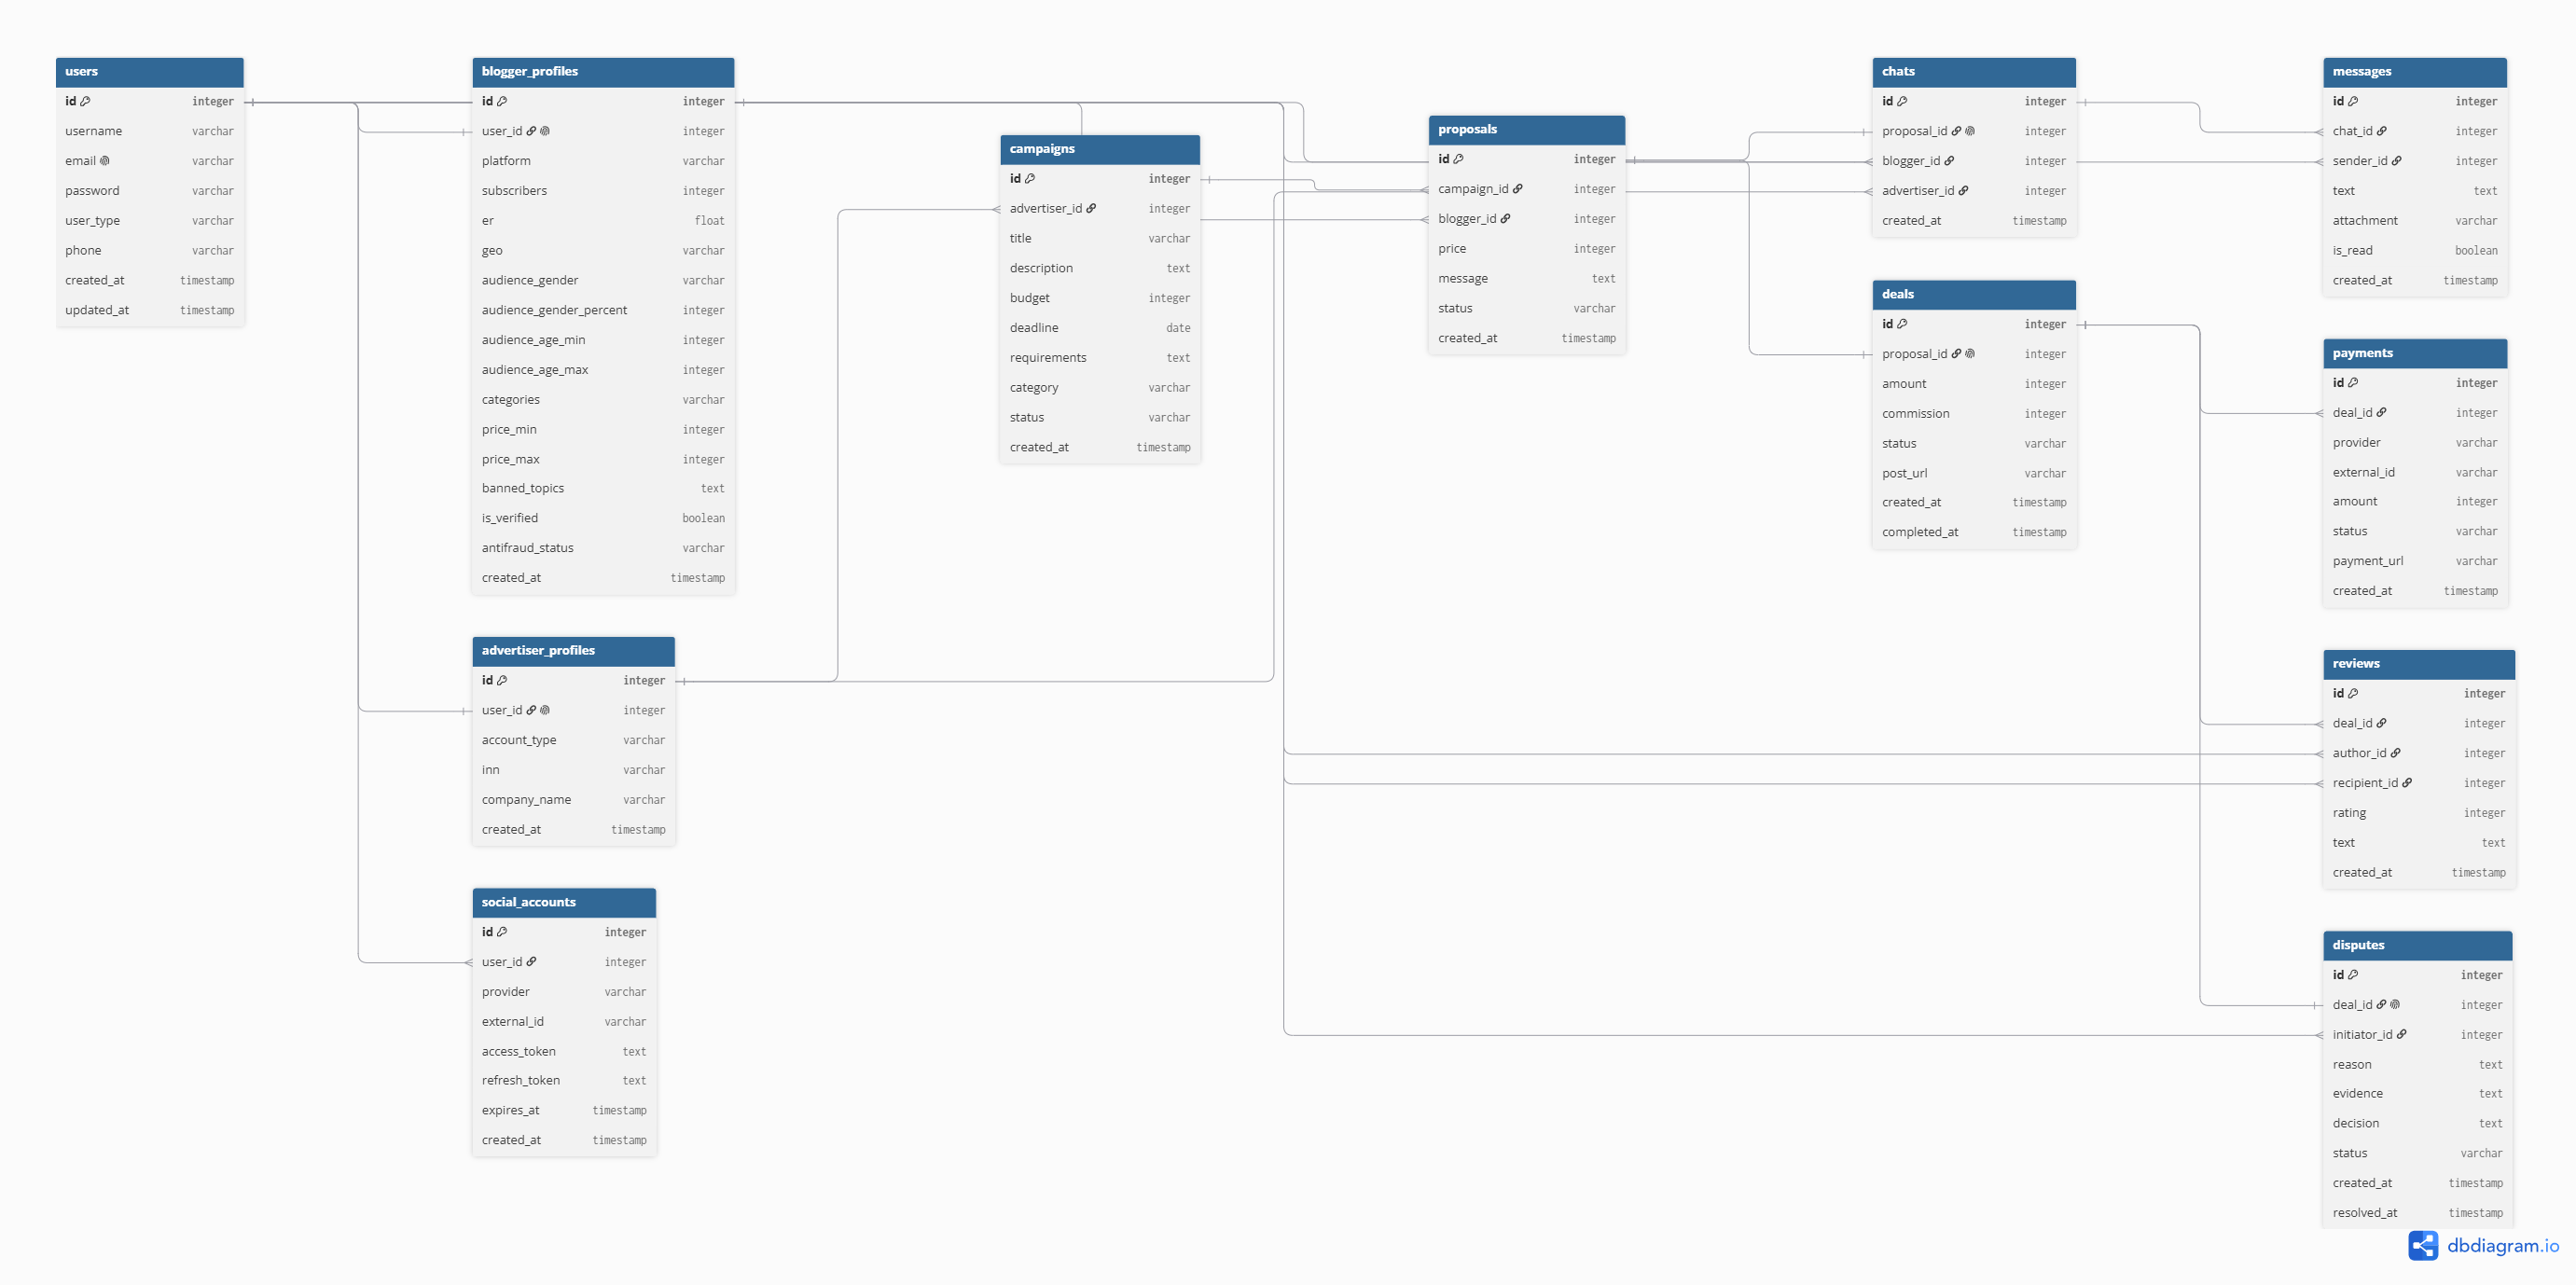 users
id integer
username varchar
email varchar
password varchar
user_type varchar
phone varchar
created_at timestamp
updated_at timestamp
blogger_profiles
id integer
user_id integer
platform varchar
subscribers integer
er float
geo varchar
audience_gender varchar
audience_gender_percent integer
audience_age_min integer
audience_age_max integer
categories varchar
price_min integer
price_max integer
banned_topics text
is_verified boolean
antifraud_status varchar
created_at timestamp
advertiser_profiles
id integer
user_id integer
account_type varchar
inn varchar
company_name varchar
created_at timestamp
social_accounts
id integer
user_id integer
provider varchar
external_id varchar
access_token text
refresh_token text
expires_at timestamp
created_at timestamp
campaigns
id integer
advertiser_id integer
title varchar
description text
budget integer
deadline date
requirements text
category varchar
status varchar
created_at timestamp
proposals
id integer
campaign_id integer
blogger_id integer
price integer
message text
status varchar
created_at timestamp
chats
id integer
proposal_id integer
blogger_id integer
advertiser_id integer
created_at timestamp
deals
id integer
proposal_id integer
amount integer
commission integer
status varchar
post_url varchar
created_at timestamp
completed_at timestamp
messages
id integer
chat_id integer
sender_id integer
text text
attachment varchar
is_read boolean
created_at timestamp
payments
id integer
deal_id integer
provider varchar
external_id varchar
amount integer
status varchar
payment_url varchar
created_at timestamp
reviews
id integer
deal_id integer
author_id integer
recipient_id integer
rating integer
text text
created_at timestamp
disputes
id integer
deal_id integer
initiator_id integer
reason text
evidence text
decision text
status varchar
created_at timestamp
resolved_at timestamp
dbdiagram.io